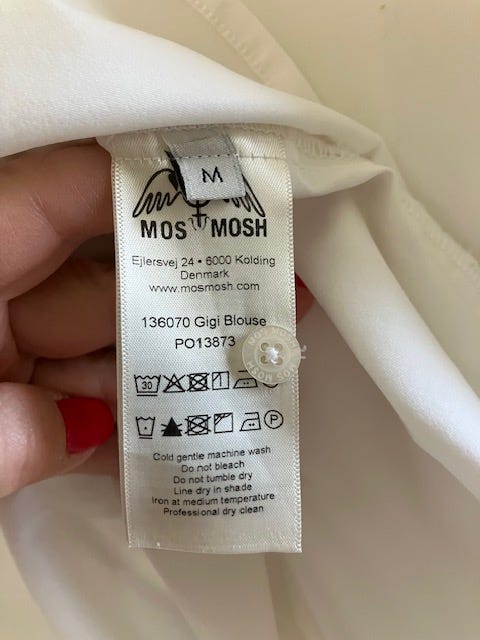 M
MOS MOSH
Ejlersvej 24 • 6000 Kolding
Denmark
www.mosmosh.com
136070 Gigi Blouse
PO13873
30
P
Cold gentle machine wash
Do not bleach
Do not tumble dry
Line dry in shade
Iron at medium temperature
Professional dry clean